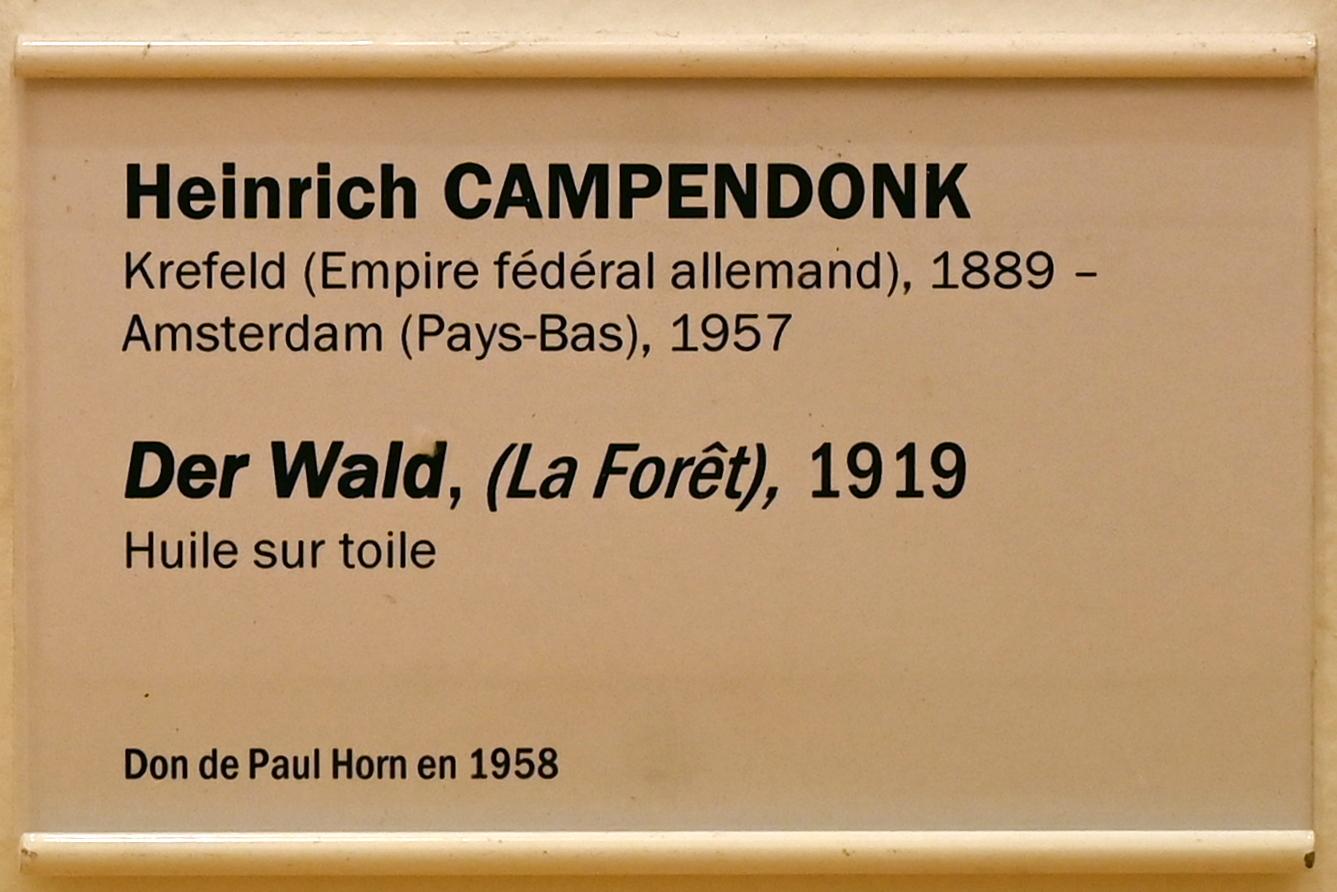 Heinrich CAMPENDONK
Krefeld (Empire fédéral allemand), 1889 –
Amsterdam (Pays-Bas), 1957
Der Wald, (La Forêt), 1919
Huile sur toile
Don de Paul Horn en 1958